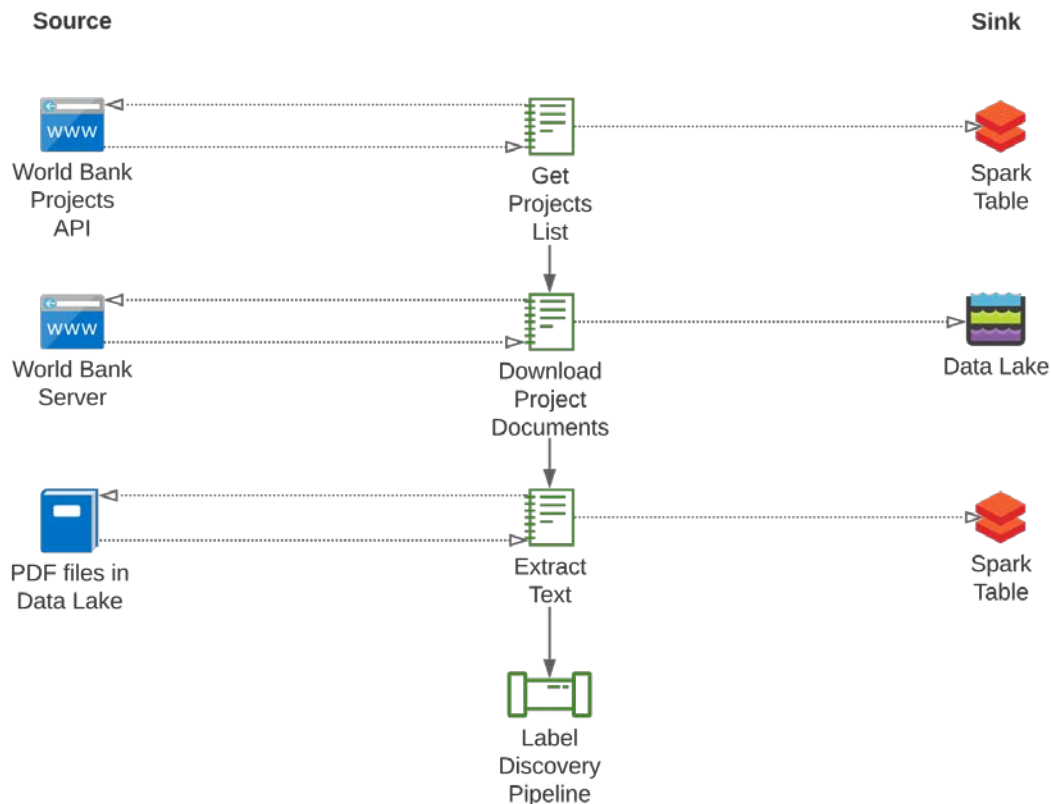 Source
Sink
www
World Bank
Projects
API
Get
Projects
List
Spark
Table
www
World Bank
Server
Download
Project
Documents
Data Lake
PDF files in
Data Lake
Extract
Text
Spark
Table
Label
Discovery
Pipeline